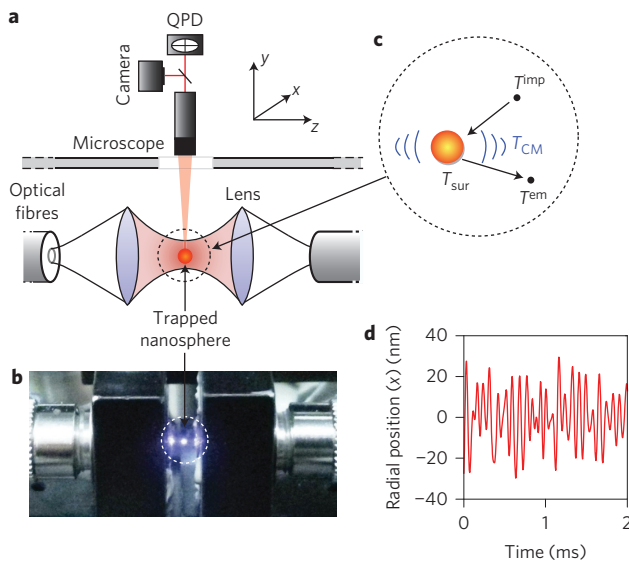 a
QPD
Camera
y
x
z
Microscope
Optical
fibres
Lens
Trapped
nanosphere
b
c
T^imp
T_CM
T_sur
T^em
d
Radial position (x) (nm)
40
20
0
−20
−40
0
1
2
Time (ms)